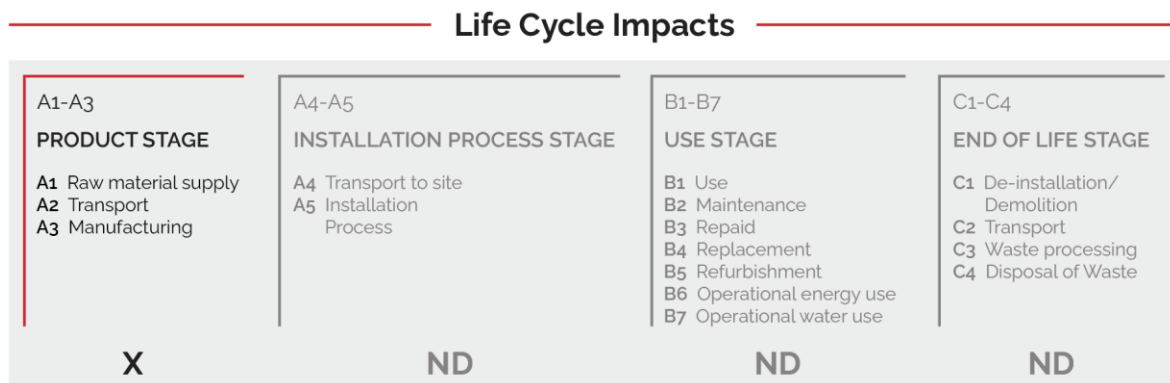 Life Cycle Impacts
A1-A3
PRODUCT STAGE
A1 Raw material supply
A2 Transport
A3 Manufacturing
X
A4-A5
INSTALLATION PROCESS STAGE
A4 Transport to site
A5 Installation
Process
ND
B1-B7
USE STAGE
B1 Use
B2 Maintenance
B3 Repaid
B4 Replacement
B5 Refurbishment
B6 Operational energy use
B7 Operational water use
ND
C1-C4
END OF LIFE STAGE
C1 De-installation/
Demolition
C2 Transport
C3 Waste processing
C4 Disposal of Waste
ND